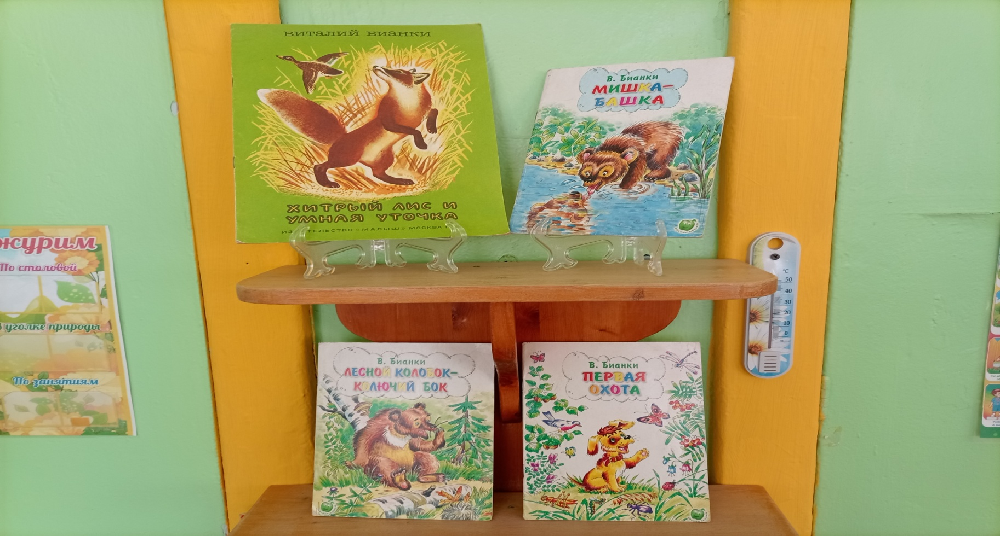 журим
По столовой
уголке природы
По занятиям
ВИТАЛИЙ БИАНКИ
ХИТРЫЙ ЛИС И
УМНАЯ УТОЧКА
ИЗДАТЕЛЬСТВО «МАЛЫШ» МОСКВА
В. Бианки
МИШКА-
БАШКА
В. Бианки
ЛЕСНОЙ КОЛОБОК-
КОЛЮЧИЙ БОК
В. Бианки
ПЕРВАЯ
ОХОТА
°C
50
40
30
20
10
0